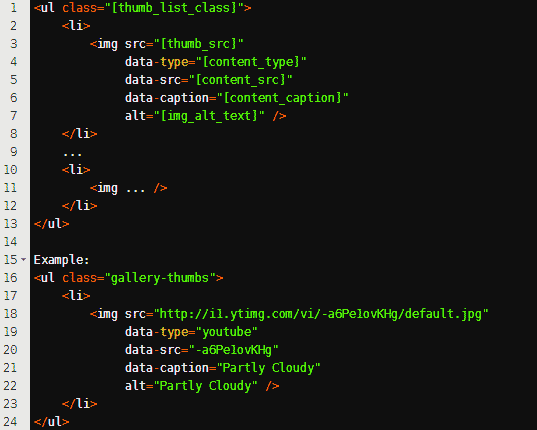 1 <ul class="[thumb_list_class]">
2     <li>
3         <img src="[thumb_src]"
4              data-type="[content_type]"
5              data-src="[content_src]"
6              data-caption="[content_caption]"
7              alt="[img_alt_text]" />
8     </li>
9     ...
10     <li>
11         <img ... />
12     </li>
13 </ul>
14
15 Example:
16 <ul class="gallery-thumbs">
17     <li>
18         <img src="http://i1.ytimg.com/vi/-a6Pe1ovKHg/default.jpg"
19              data-type="youtube"
20              data-src="-a6Pe1ovKHg"
21              data-caption="Partly Cloudy"
22              alt="Partly Cloudy" />
23     </li>
24 </ul>